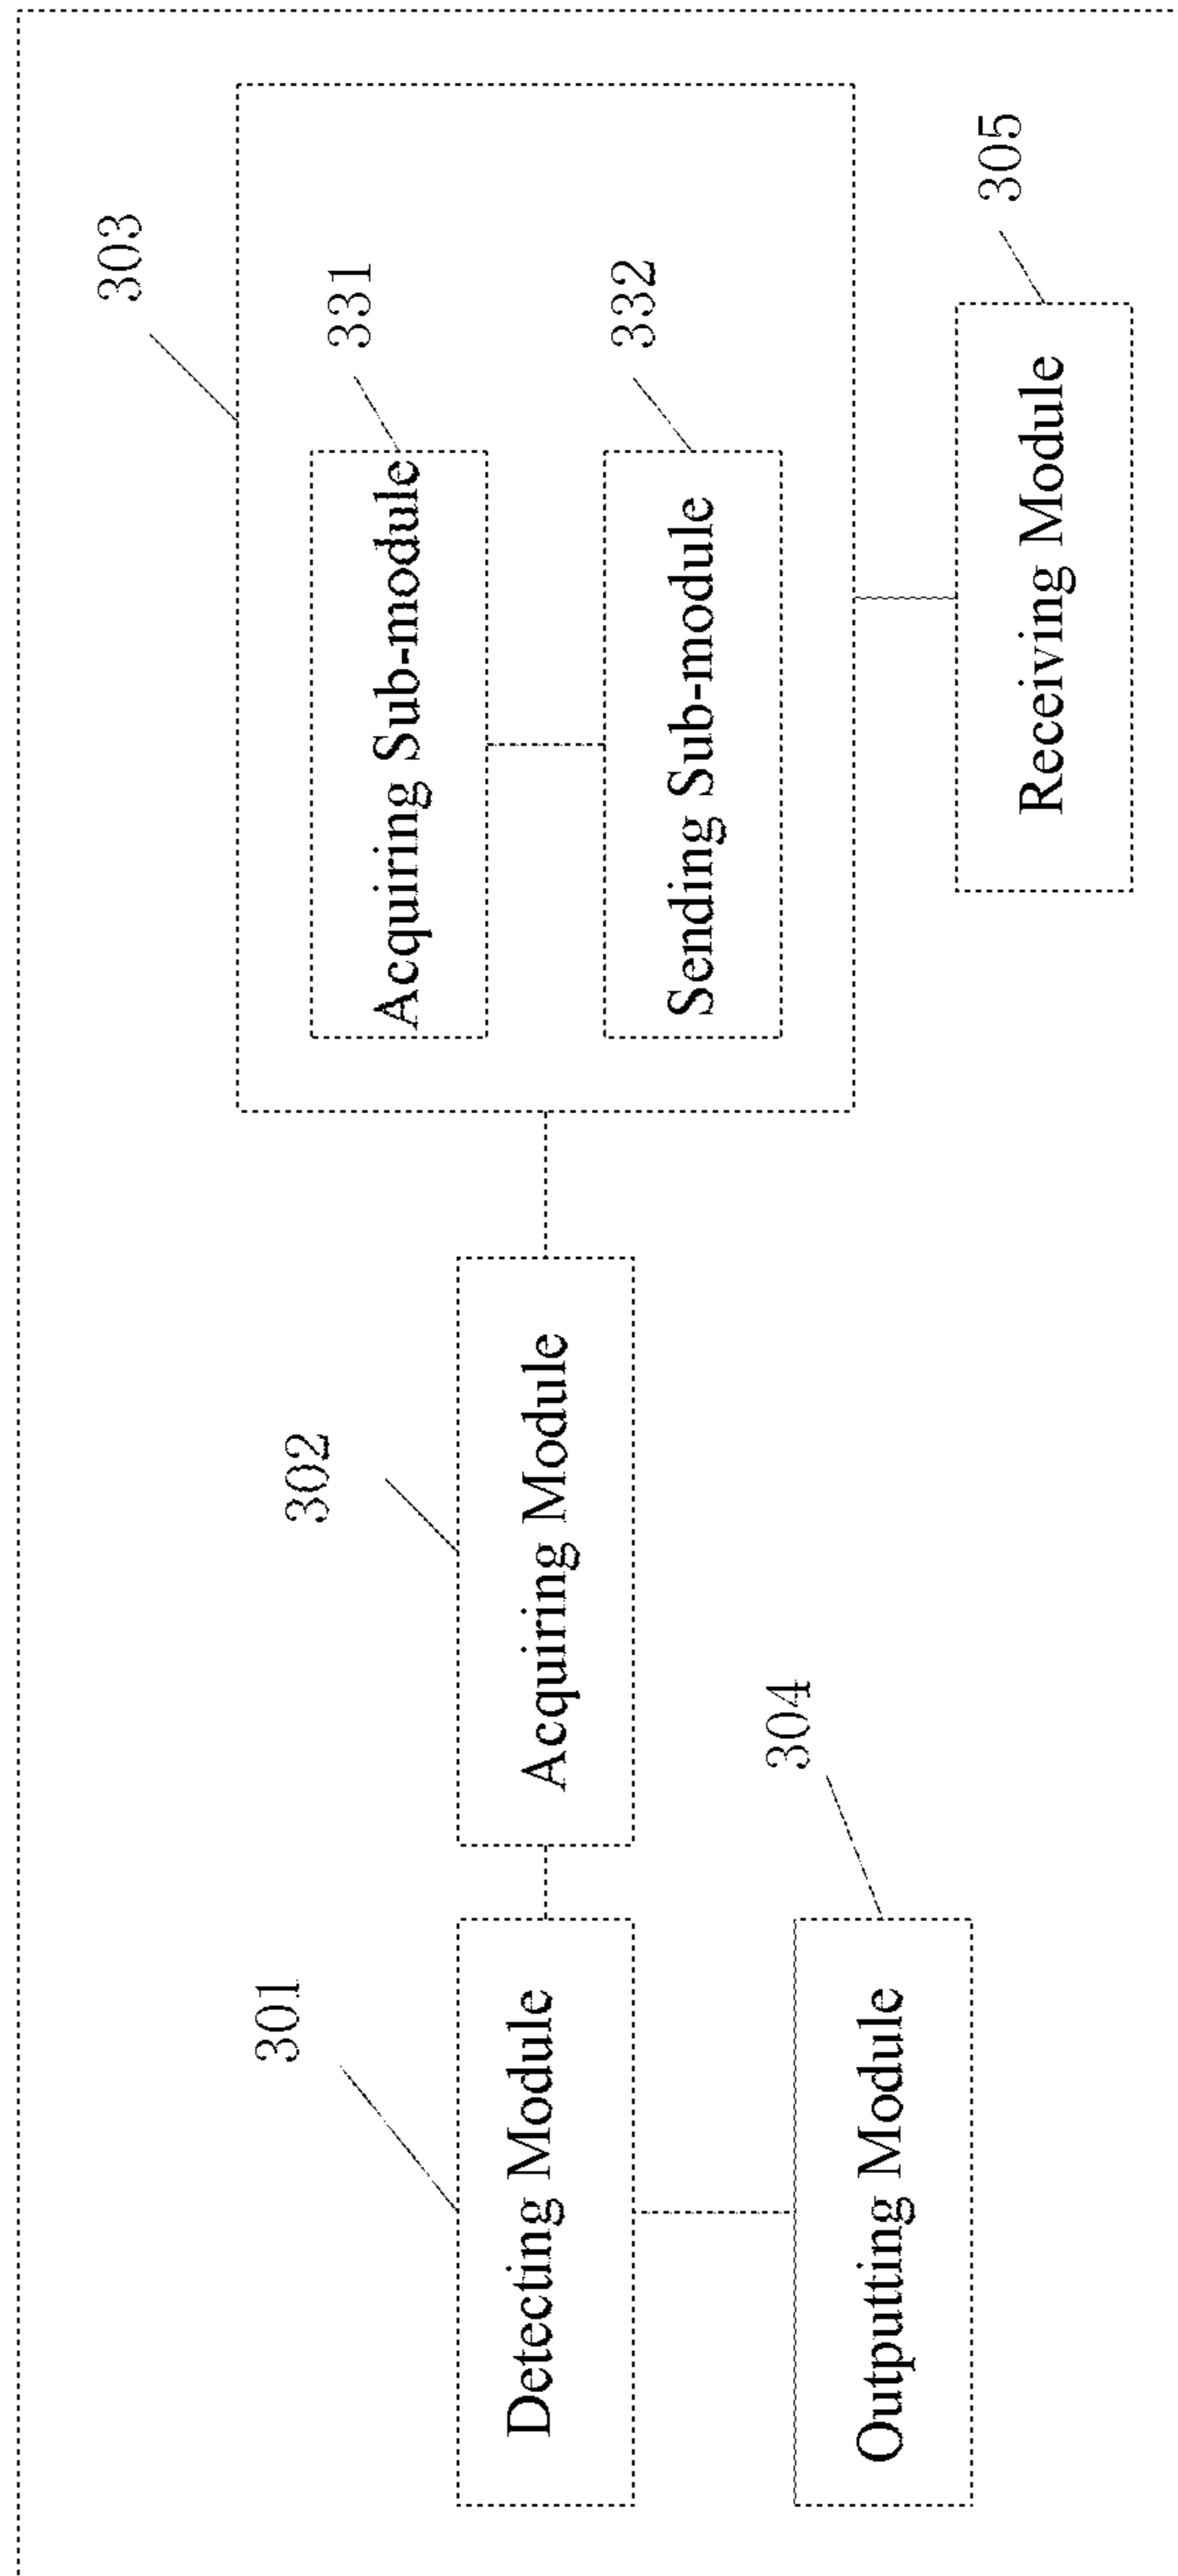 303
331
Acquiring Sub-module
332
Sending Sub-module
305
Receiving Module
302
Acquiring Module
301
Detecting Module
304
Outputting Module